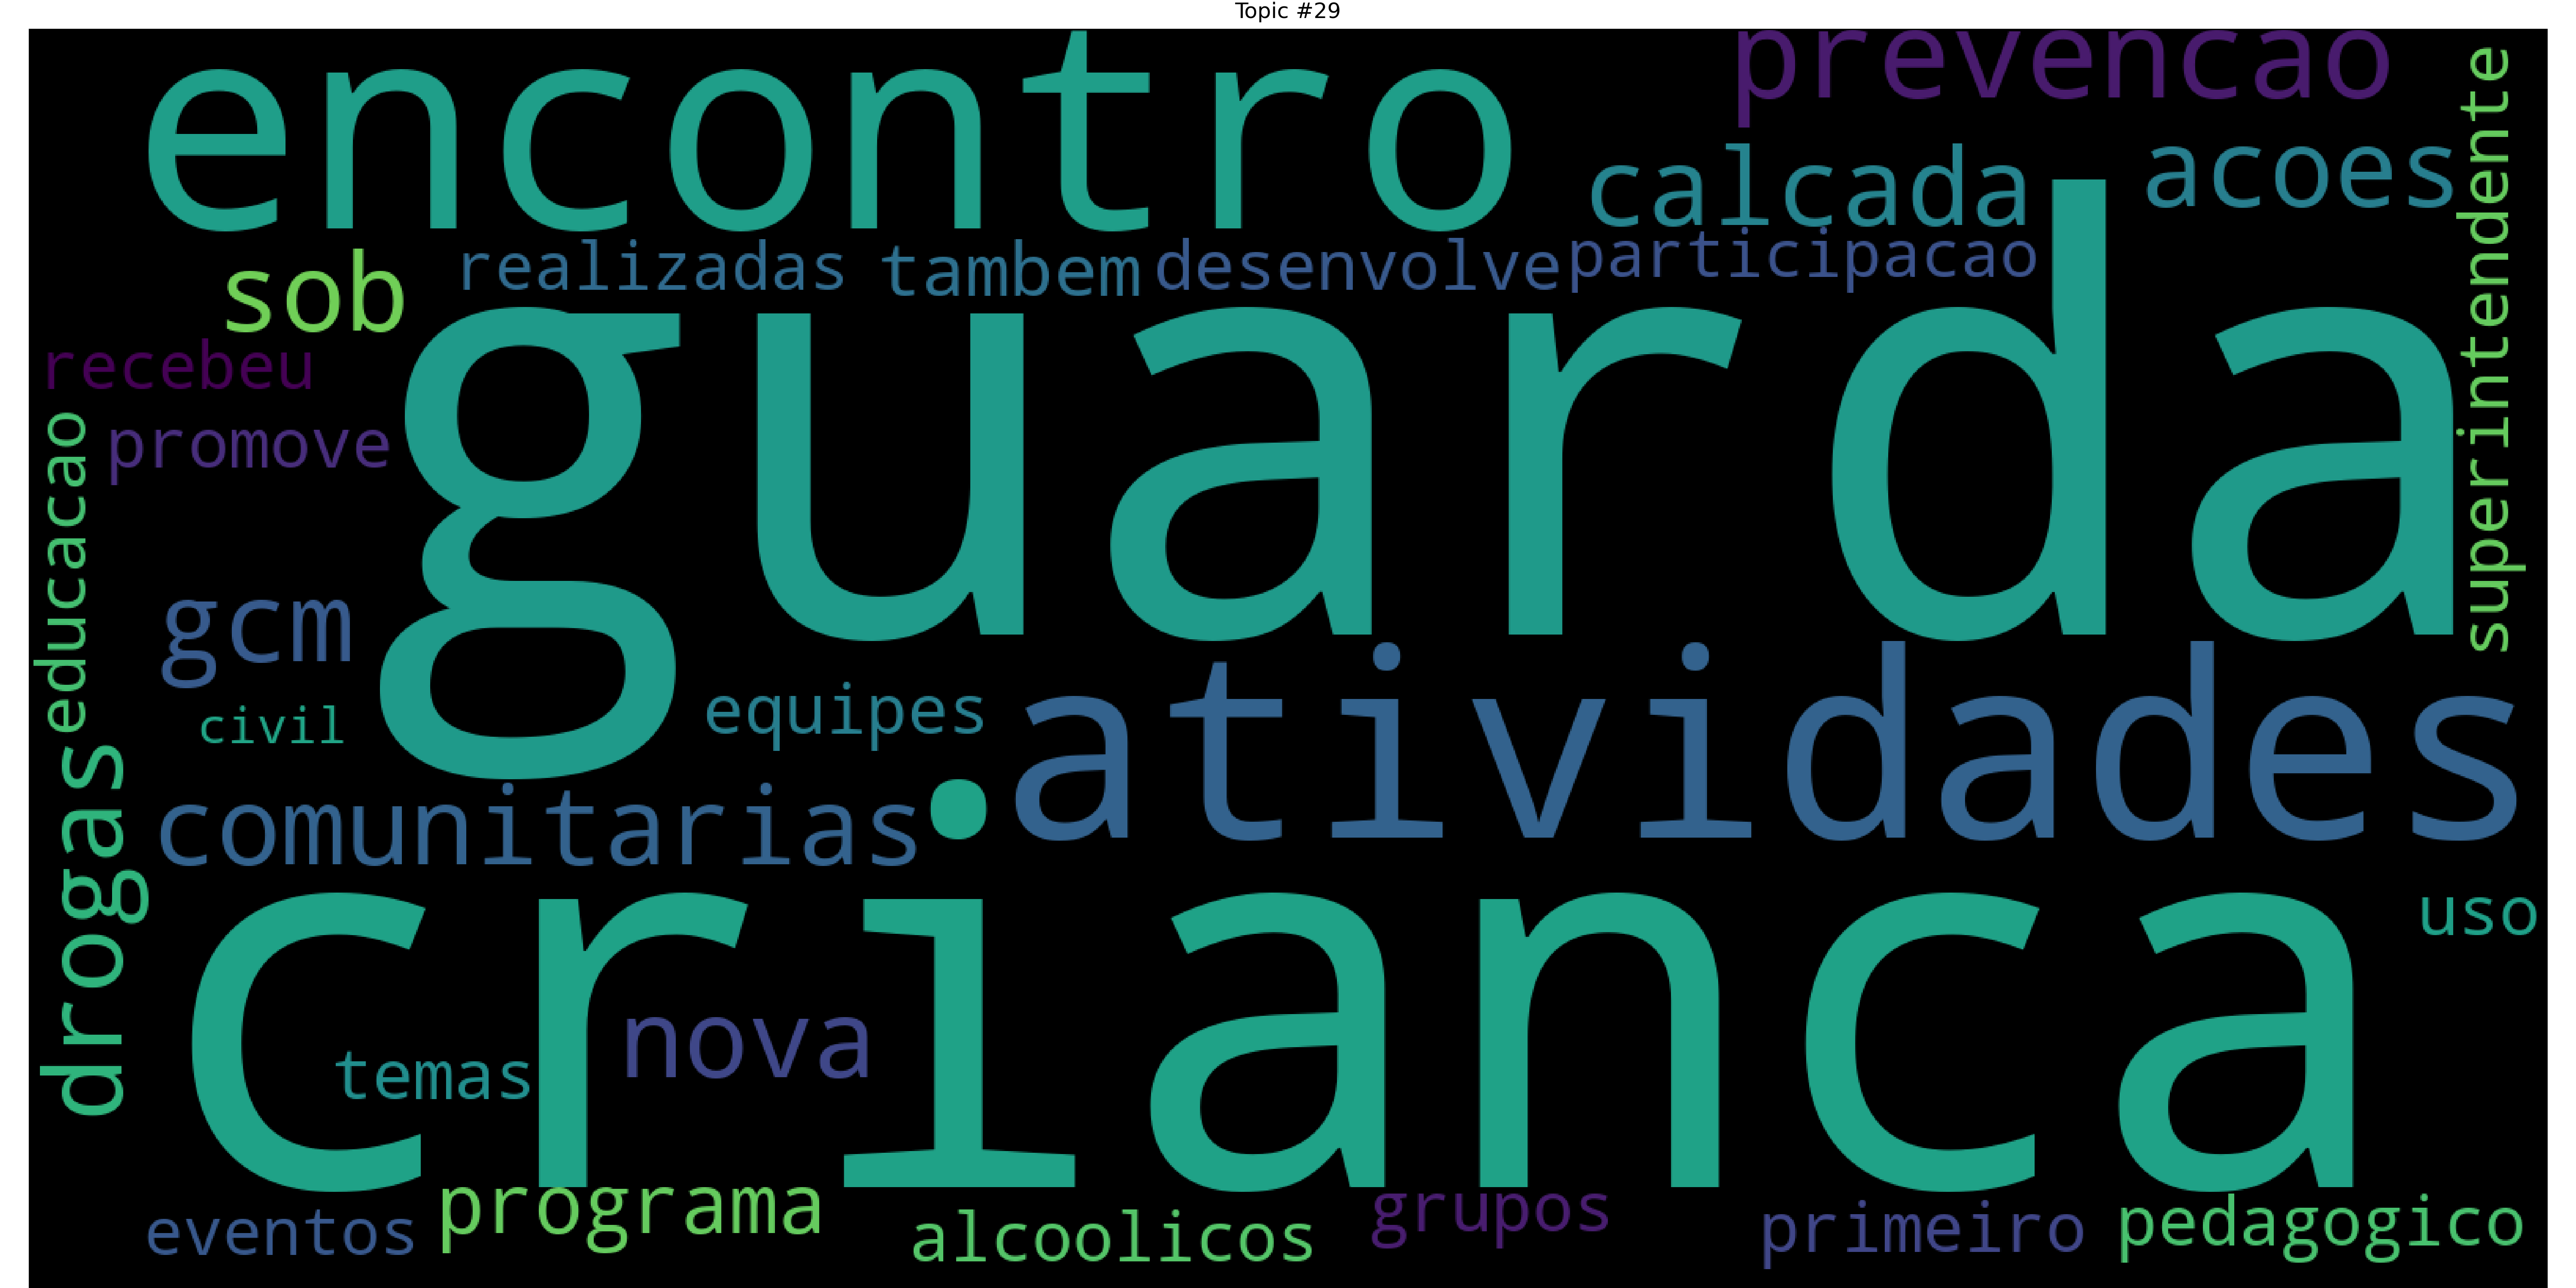 Topic #29
encontro
prevencao
calcada
acoes
superintendente
sob
realizadas
tambem
desenvolve
participacao
guarda
recebeu
promove
educacao
gcm
civil
equipes
atividades
comunitarias
drogas
crianca
uso
nova
temas
programa
eventos
alcoolicos
grupos
primeiro
pedagogico